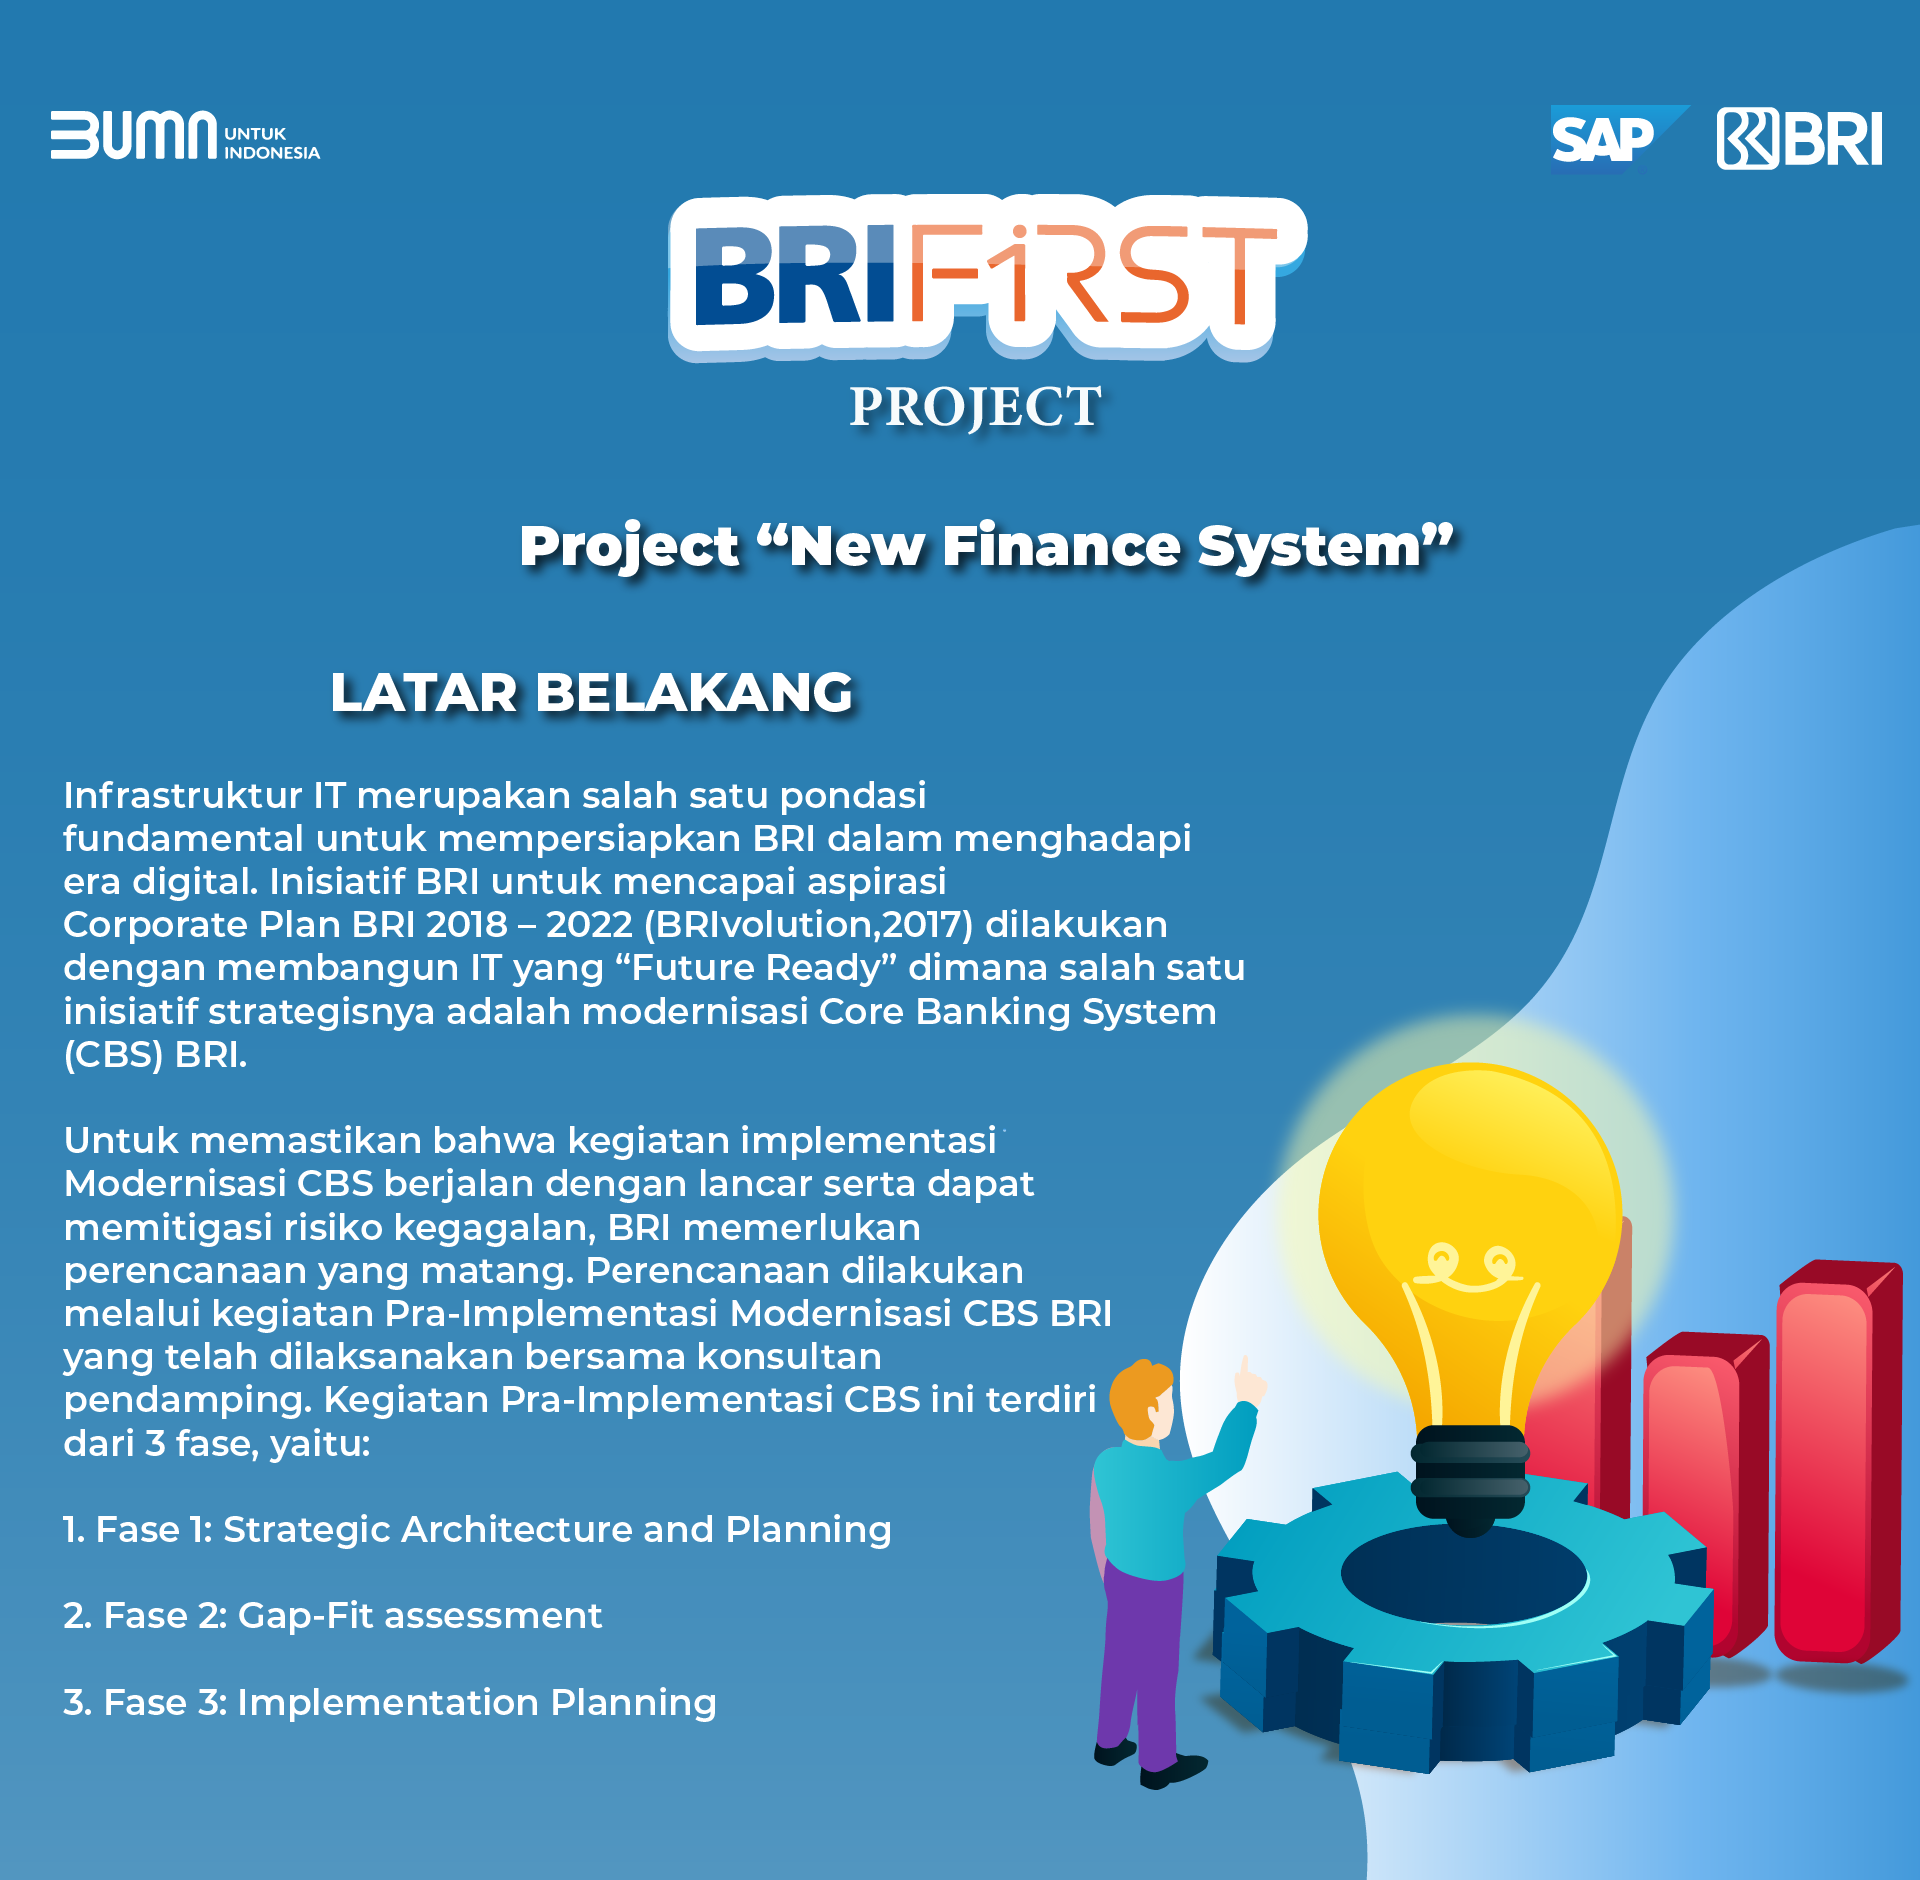 BUMN UNTUK
INDONESIA
SAP BRI
BRIFiRST
PROJECT
Project “New Finance System”
LATAR BELAKANG
Infrastruktur IT merupakan salah satu pondasi
fundamental untuk mempersiapkan BRI dalam menghadapi
era digital. Inisiatif BRI untuk mencapai aspirasi
Corporate Plan BRI 2018 – 2022 (BRIvolution,2017) dilakukan
dengan membangun IT yang “Future Ready” dimana salah satu
inisiatif strategisnya adalah modernisasi Core Banking System
(CBS) BRI.
Untuk memastikan bahwa kegiatan implementasi
Modernisasi CBS berjalan dengan lancar serta dapat
memitigasi risiko kegagalan, BRI memerlukan
perencanaan yang matang. Perencanaan dilakukan
melalui kegiatan Pra-Implementasi Modernisasi CBS BRI
yang telah dilaksanakan bersama konsultan
pendamping. Kegiatan Pra-Implementasi CBS ini terdiri
dari 3 fase, yaitu:
1. Fase 1: Strategic Architecture and Planning
2. Fase 2: Gap-Fit assessment
3. Fase 3: Implementation Planning